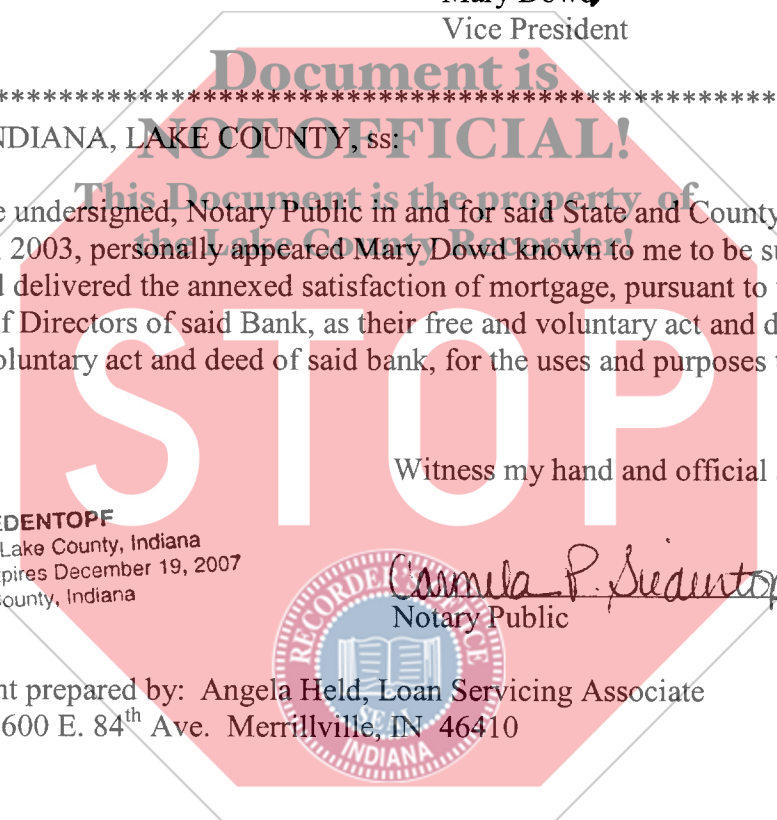 Mary Dowd,
Vice President
Document is
**************************************************
NDIANA, LAKE COUNTY, ss:
NOT OFFICIAL!
This Document is the property of
e undersigned, Notary Public in and for said State and County
the Lake County Recorder!
2003, personally appeared Mary Dowd known to me to be su
d delivered the annexed satisfaction of mortgage, pursuant to
f Directors of said Bank, as their free and voluntary act and d
oluntary act and deed of said bank, for the uses and purposes t
STOP
Witness my hand and official
EDENTOPF
Lake County, Indiana
pires December 19, 2007
ounty, Indiana
Carmela P. Siedentop
Notary Public
RECORDER'S OFFICE
SEAL
INDIANA
nt prepared by: Angela Held, Loan Servicing Associate
600 E. 84th Ave. Merrillville, IN 46410